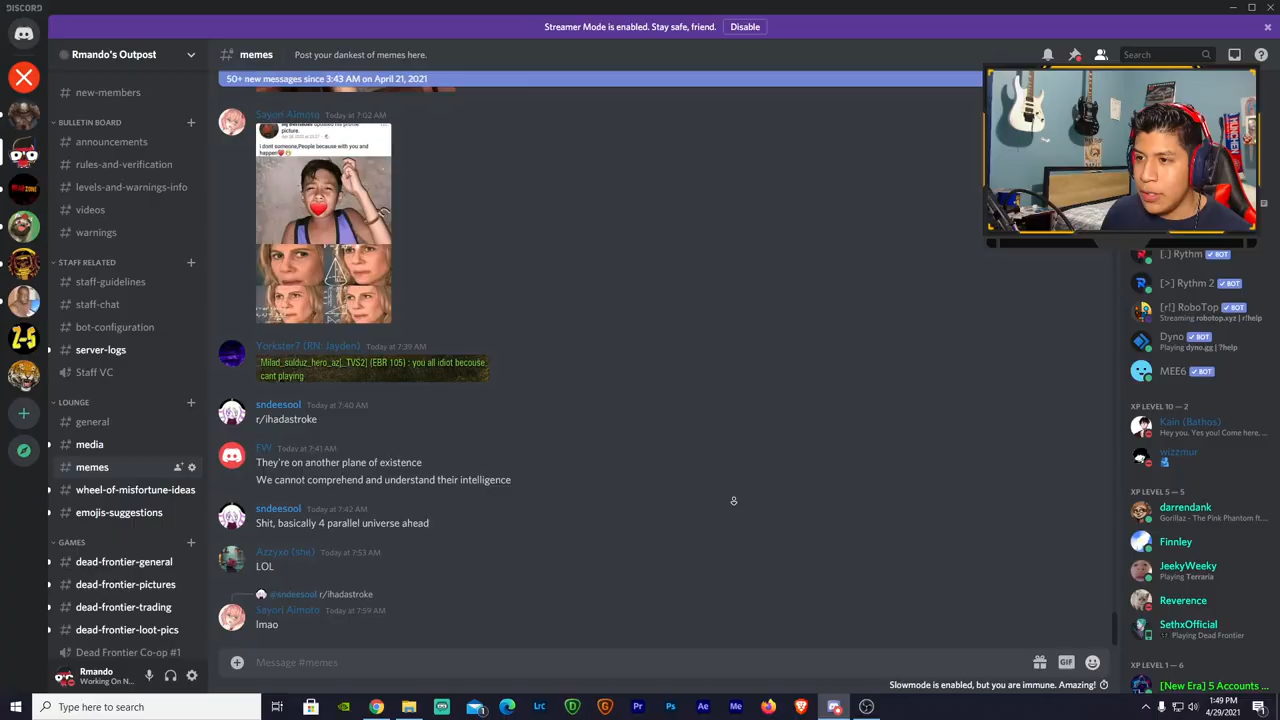 DISCORD
Streamer Mode is enabled. Stay safe, friend.
Disable
Rmando's Outpost
memes
Post your dankest of memes here.
Search
50+ new messages since 3:43 AM on April 21, 2021
new-members
BULLETIN BOARD
announcements
rules-and-verification
levels-and-warnings-info
videos
warnings
STAFF RELATED
staff-guidelines
staff-chat
bot-configuration
server-logs
Staff VC
LOUNGE
general
media
memes
wheel-of-misfortune-ideas
emojis-suggestions
GAMES
dead-frontier-general
dead-frontier-pictures
dead-frontier-trading
dead-frontier-loot-pics
Dead Frontier Co-op #1
Rmando
Working On N...
Sayori Aimoto Today at 7:02 AM
picture.
i dont someone,People because with you and
happen
Yorkster7 (RN: Jayden) Today at 7:39 AM
Milad_sulduz_hero_az[_TVS2] (EBR 105) : you all idiot becouse
cant playing
sndeesool Today at 7:40 AM
r/ihadastroke
FW Today at 7:41 AM
They're on another plane of existence
We cannot comprehend and understand their intelligence
sndeesool Today at 7:42 AM
Shit, basically 4 parallel universe ahead
Azzyxo (she) Today at 7:53 AM
LOL
@sndeesool r/ihadastroke
Sayori Aimoto Today at 7:59 AM
lmao
Message #memes
GIF
Slowmode is enabled, but you are immune. Amazing!
[.] Rythm BOT
[>] Rythm 2 BOT
[r!] RoboTop BOT
Streaming robotop.xyz | r!help
Dyno BOT
Playing dyno.gg | ?help
MEE6 BOT
XP LEVEL 10 — 2
Kain (Bathos)
Hey you. Yes you! Come here, ...
wizzmur
XP LEVEL 5 — 5
darrendank
Gorillaz - The Pink Phantom ft....
Finnley
JeekyWeeky
Playing Terraria
Reverence
SethxOfficial
Playing Dead Frontier
XP LEVEL 1 — 6
[New Era] 5 Accounts ...
Type here to search
Lrc
Pr
Ps
Ae
Me
1:49 PM
4/29/2021